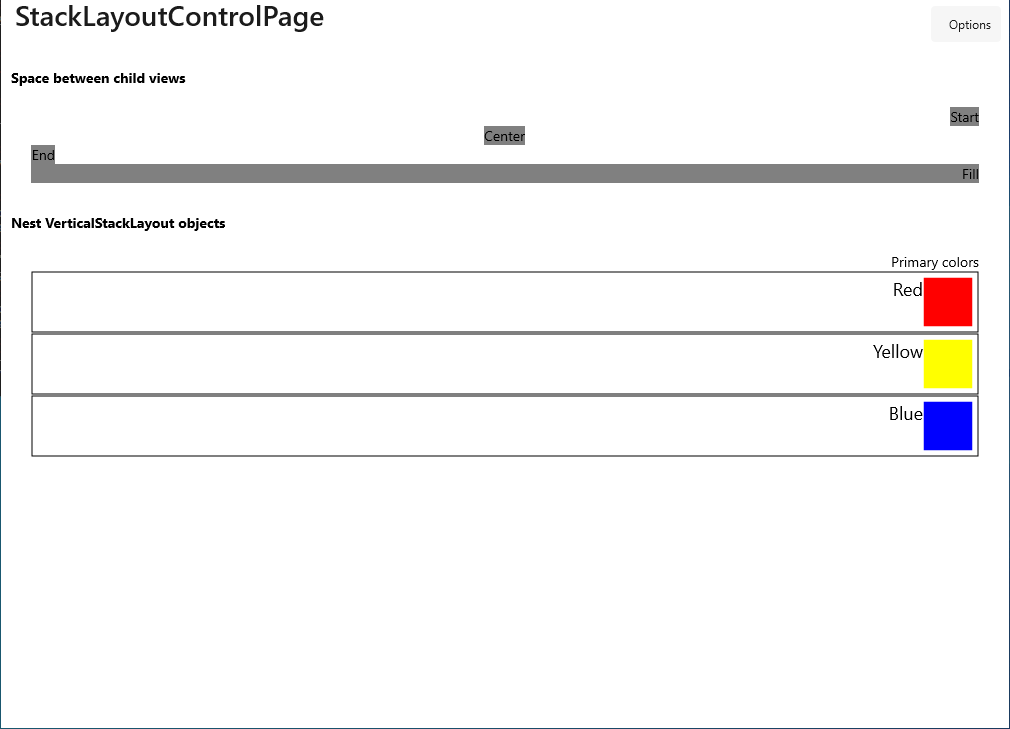 StackLayoutControlPage
Options
Space between child views
Start
Center
End
Fill
Nest VerticalStackLayout objects
Primary colors
Red
Yellow
Blue